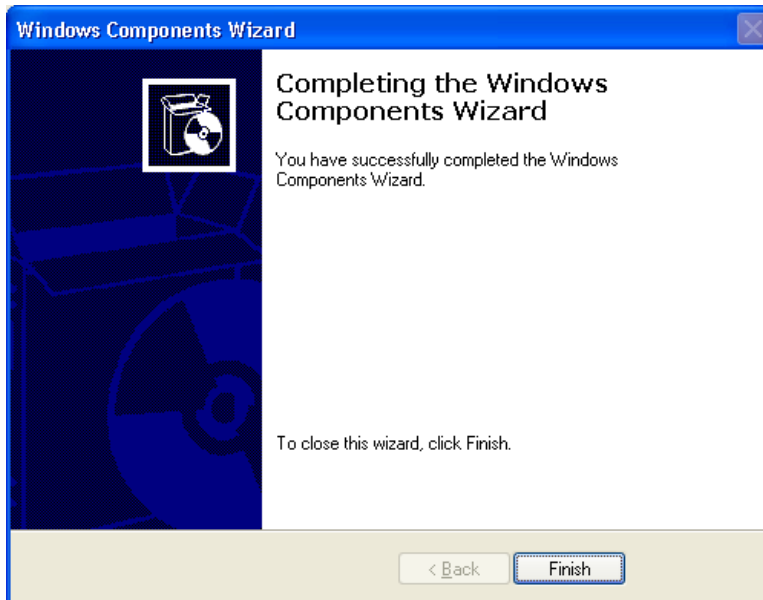 Windows Components Wizard
Completing the Windows
Components Wizard
You have successfully completed the Windows
Components Wizard.
To close this wizard, click Finish.
< Back
Finish